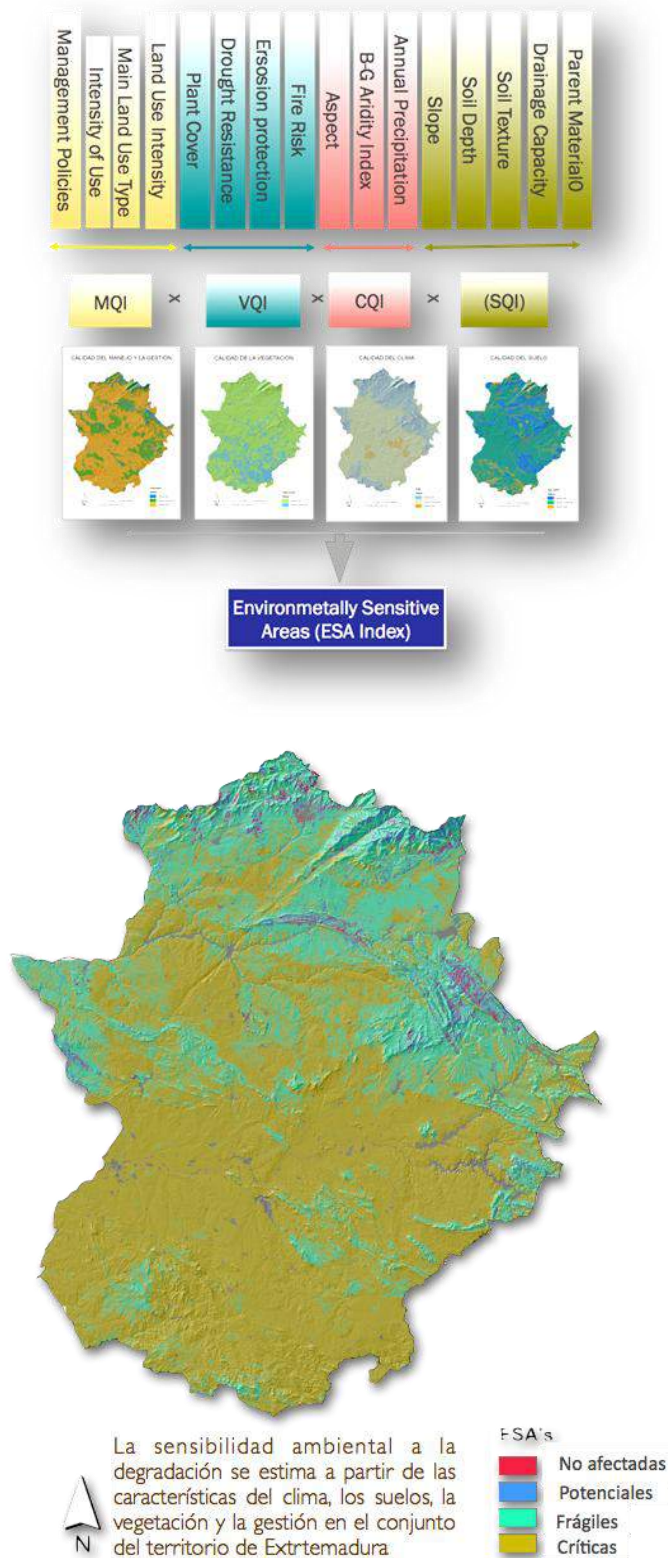 Management Policies
Intensity of Use
Main Land Use Type
Land Use Intensity
Plant Cover
Drought Resistance
Ersosion protection
Fire Risk
Aspect
B-G Aridity Index
Annual Precipitation
Slope
Soil Depth
Soil Texture
Drainage Capacity
Parent Material0
MQI x VQI x CQI x (SQI)
CALIDAD DEL MANEJO Y LA GESTION
CALIDAD DE LA VEGETACION
CALIDAD DEL CLIMA
CALIDAD DEL SUELO
Environmetally Sensitive
Areas (ESA Index)
La sensibilidad ambiental a la
degradación se estima a partir de las
características del clima, los suelos, la
vegetación y la gestión en el conjunto
del territorio de Extrtemadura
N
ESA's
No afectadas
Potenciales
Frágiles
Críticas